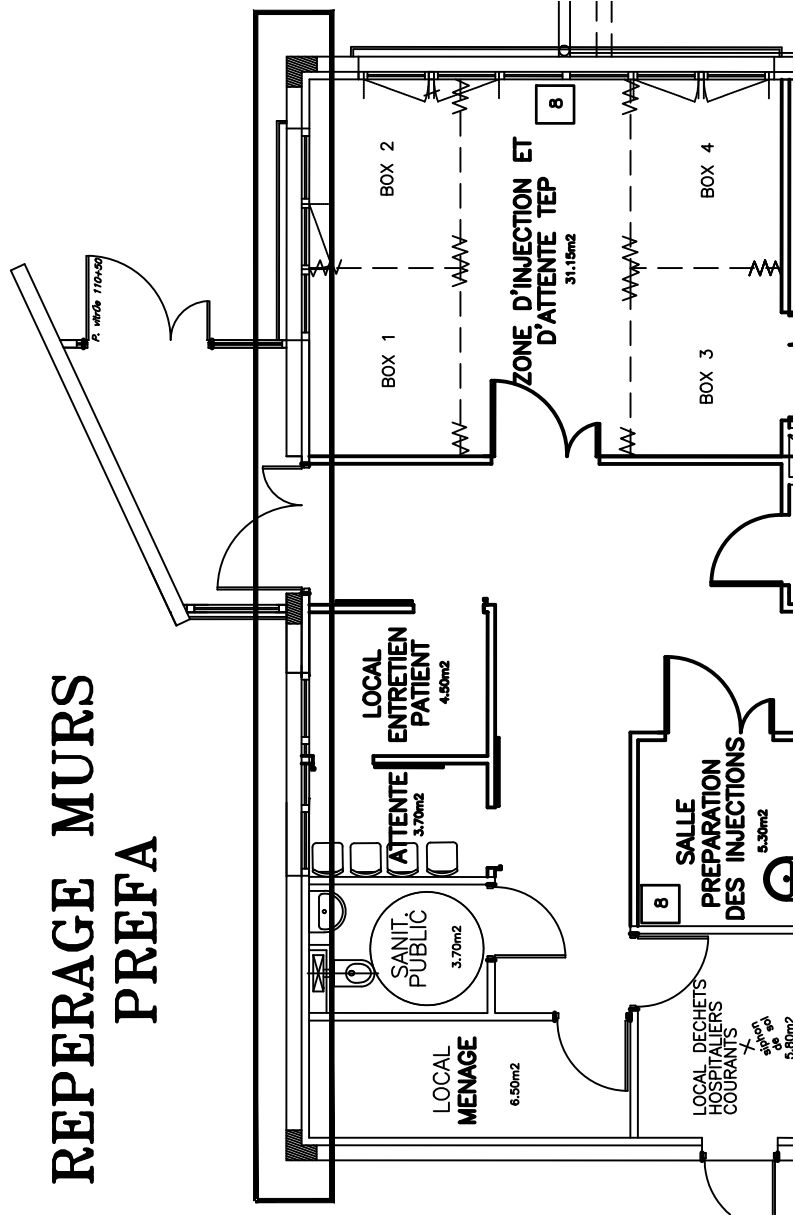 REPERAGE MURS
PREFA
P. vitrée 110+50
BOX 2
BOX 1
8
ZONE D'INJECTION ET
D'ATTENTE TEP
31.15m2
BOX 4
BOX 3
LOCAL
ENTRETIEN
PATIENT
4.50m2
ATTENTE
3.70m2
SANIT.
PUBLIC
3.70m2
LOCAL
MENAGE
6.50m2
SALLE
PREPARATION
DES INJECTIONS
5.30m2
8
LOCAL DECHETS
HOSPITALIERS
COURANTS
siphon
de sol
5.80m2